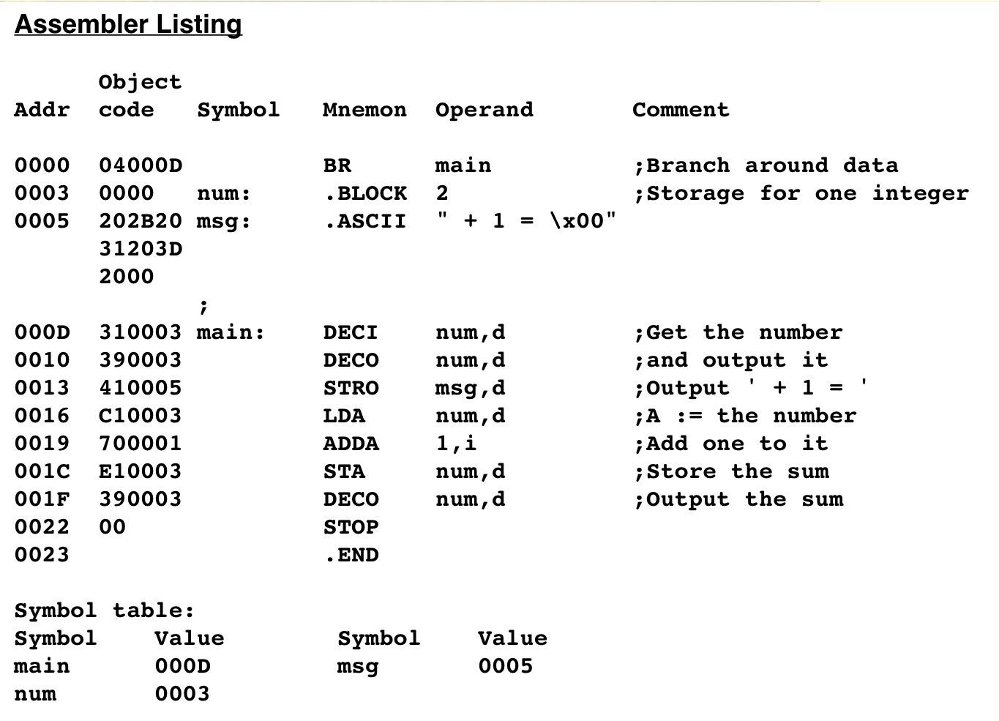 Assembler Listing
Object
Addr  code   Symbol   Mnemon  Operand       Comment
0000  04000D          BR      main          ;Branch around data
0003  0000   num:     .BLOCK  2             ;Storage for one integer
0005  202B20 msg:     .ASCII  " + 1 = \x00"
31203D
2000
;
000D  310003 main:    DECI    num,d         ;Get the number
0010  390003          DECO    num,d         ;and output it
0013  410005          STRO    msg,d         ;Output ' + 1 = '
0016  C10003          LDA     num,d         ;A := the number
0019  700001          ADDA    1,i           ;Add one to it
001C  E10003          STA     num,d         ;Store the sum
001F  390003          DECO    num,d         ;Output the sum
0022  00              STOP
0023                  .END
Symbol table:
Symbol    Value        Symbol    Value
main      000D         msg       0005
num       0003